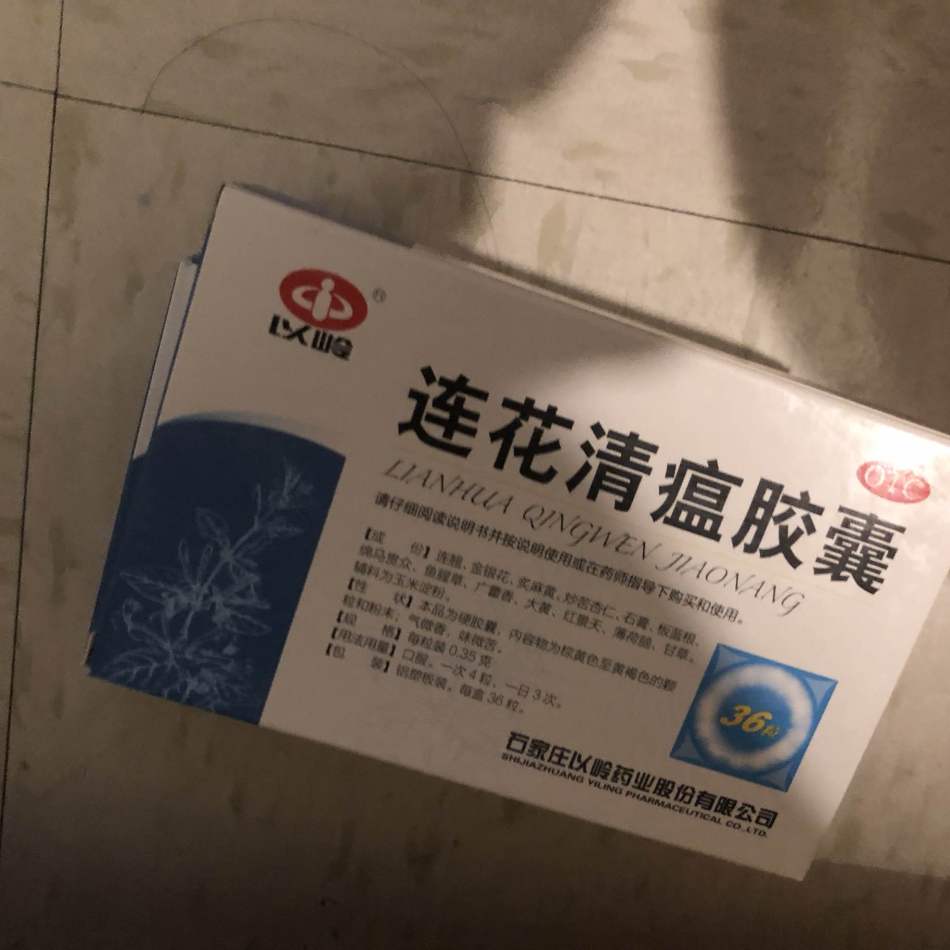 以岭
®
连花清瘟胶囊
OTC
LIANHUA QINGWEN JIAONANG
请仔细阅读说明书并按说明使用或在药师指导下购买和使用。
【成 份】连翘、金银花、炙麻黄、炒苦杏仁、石膏、板蓝根、
绵马贯众、鱼腥草、广藿香、大黄、红景天、薄荷脑、甘草。
辅料为玉米淀粉。
【性 状】本品为硬胶囊，内容物为棕黄色至黄褐色的颗
粒和粉末；气微香，味微苦。
【规 格】每粒装 0.35 克
【用法用量】口服。一次 4 粒，一日 3 次。
【包 装】铝塑板装。每盒 36 粒。
36粒
石家庄以岭药业股份有限公司
SHIJIAZHUANG YILING PHARMACEUTICAL CO.,LTD.